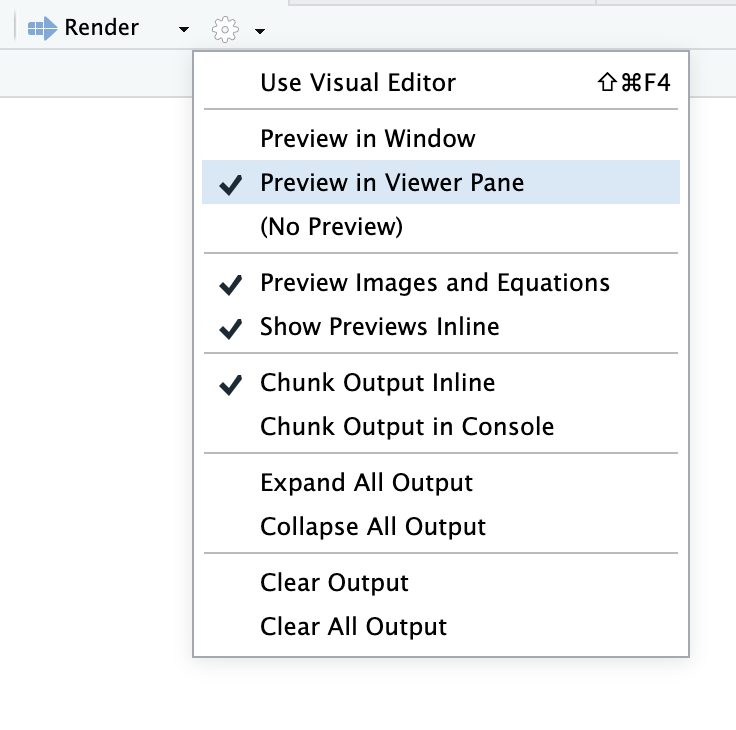 Render
Use Visual Editor ⇧⌘F4
Preview in Window
Preview in Viewer Pane
(No Preview)
Preview Images and Equations
Show Previews Inline
Chunk Output Inline
Chunk Output in Console
Expand All Output
Collapse All Output
Clear Output
Clear All Output